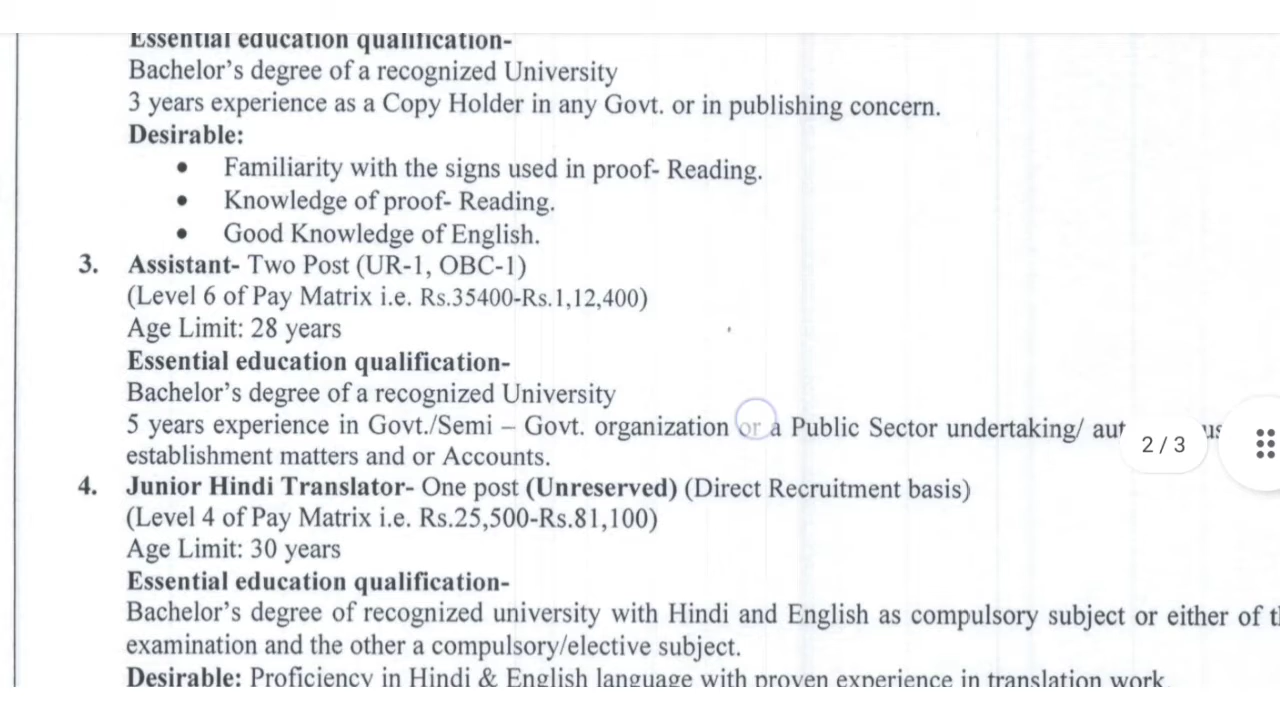 Essential education qualification-
Bachelor's degree of a recognized University
3 years experience as a Copy Holder in any Govt. or in publishing concern.
Desirable:
• Familiarity with the signs used in proof- Reading.
• Knowledge of proof- Reading.
• Good Knowledge of English.
3. Assistant- Two Post (UR-1, OBC-1)
(Level 6 of Pay Matrix i.e. Rs.35400-Rs.1,12,400)
Age Limit: 28 years
Essential education qualification-
Bachelor's degree of a recognized University
5 years experience in Govt./Semi – Govt. organization or a Public Sector undertaking/
2 / 3
establishment matters and or Accounts.
4. Junior Hindi Translator- One post (Unreserved) (Direct Recruitment basis)
(Level 4 of Pay Matrix i.e. Rs.25,500-Rs.81,100)
Age Limit: 30 years
Essential education qualification-
Bachelor's degree of recognized university with Hindi and English as compulsory subject or either of
examination and the other a compulsory/elective subject.
Desirable: Proficiency in Hindi & English language with proven experience in translation work.